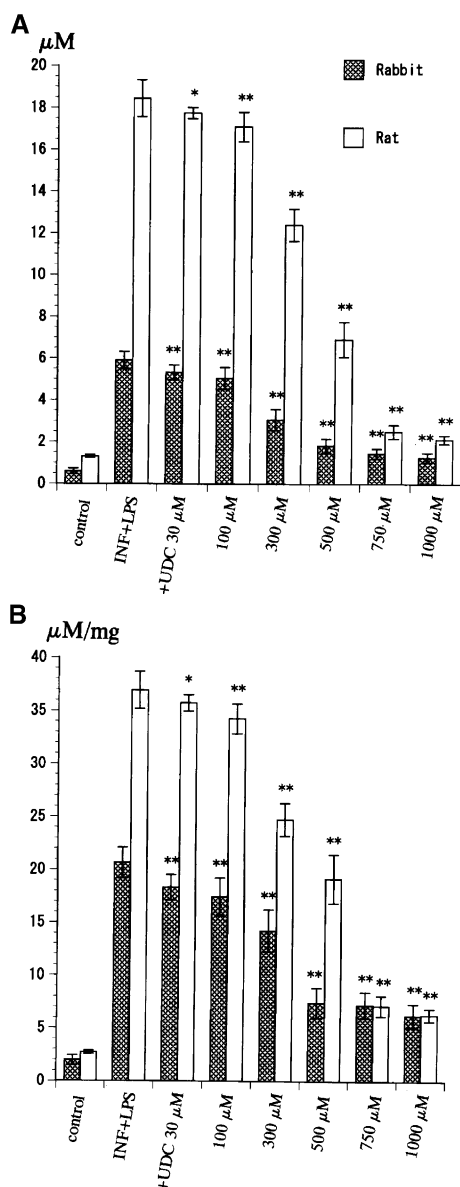 A
μM
20
18
16
14
12
10
8
6
4
2
0
Rabbit
Rat
* **
**
**
** ** ** ** ** ** ** **
control
INF+LPS
+UDC 30 μM
100 μM
300 μM
500 μM
750 μM
1000 μM
B
μM/mg
40
35
30
25
20
15
10
5
0
* **
**
**
** ** ** ** ** ** ** **
control
INF+LPS
+UDC 30 μM
100 μM
300 μM
500 μM
750 μM
1000 μM